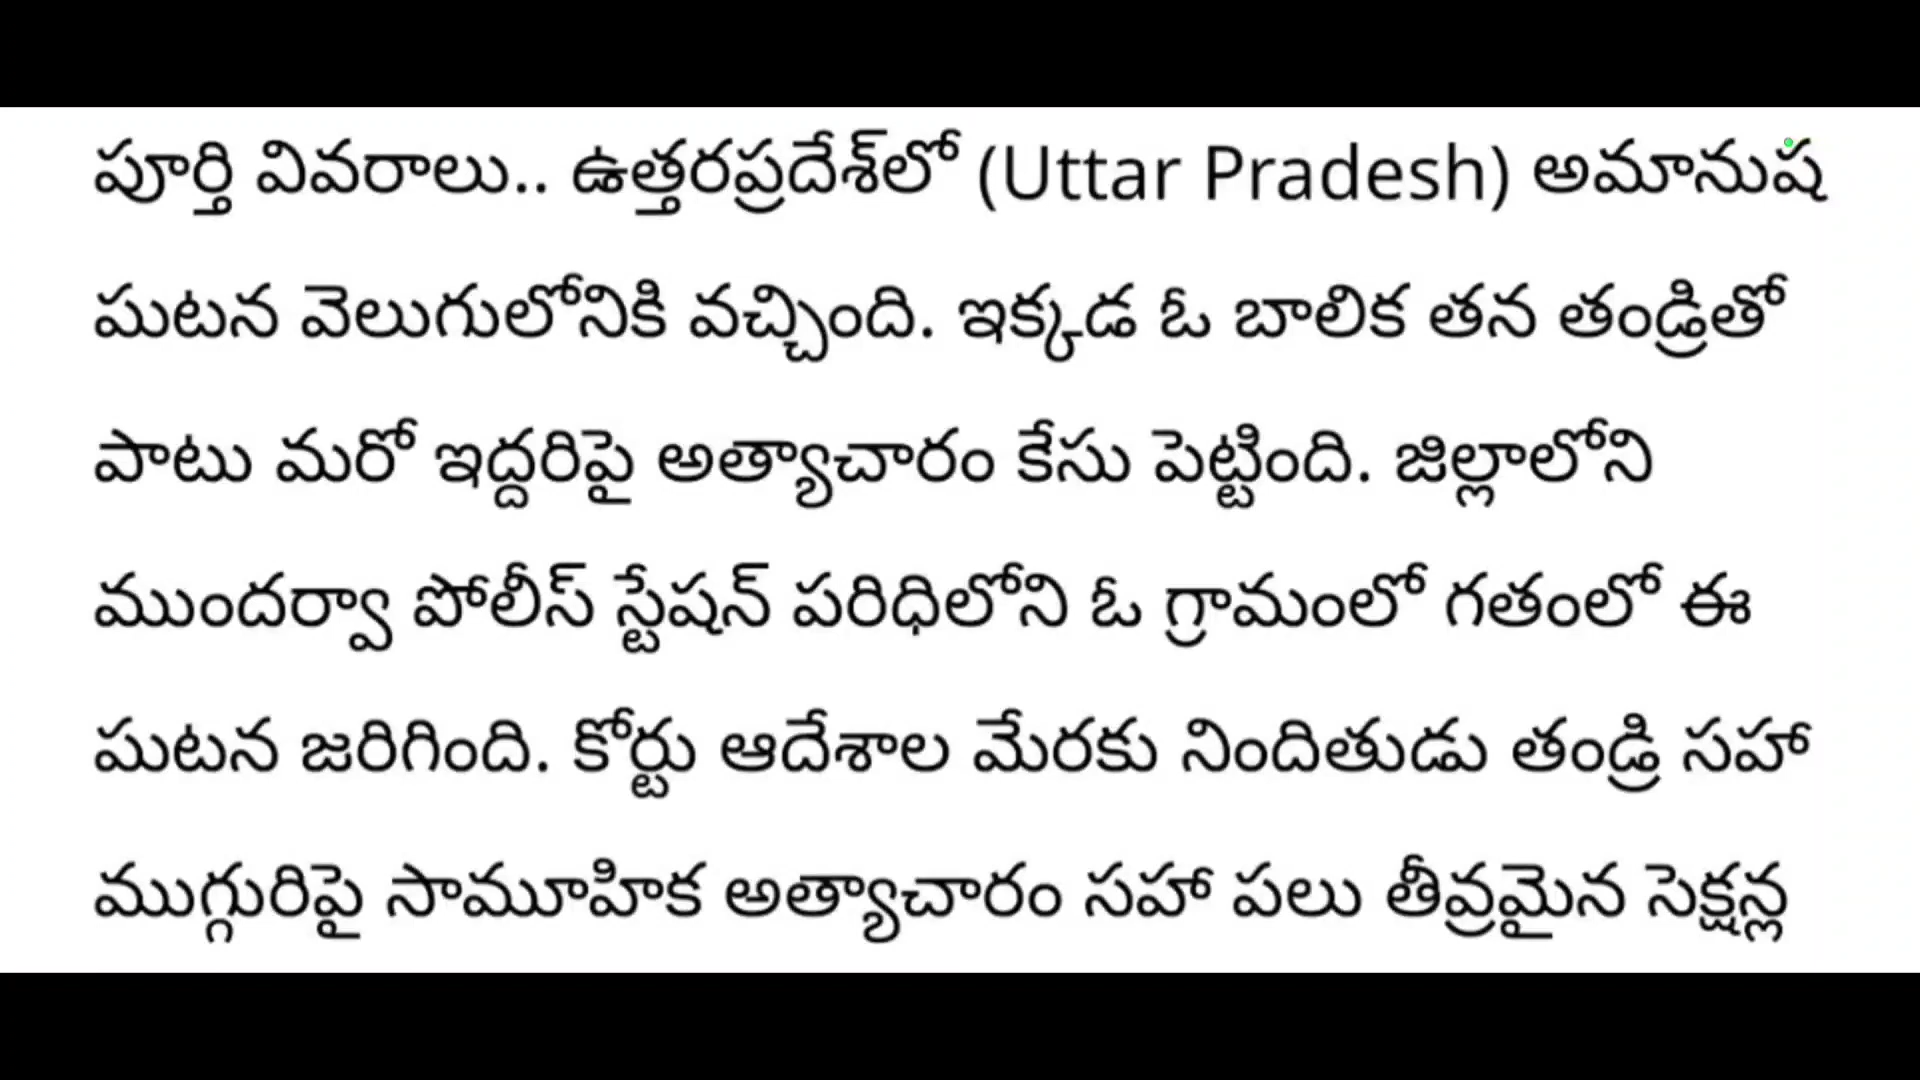 పూర్తి వివరాలు.. ఉత్తరప్రదేశ్‌లో (Uttar Pradesh) అమానుష
ఘటన వెలుగులోనికి వచ్చింది. ఇక్కడ ఓ బాలిక తన తండ్రితో
పాటు మరో ఇద్దరిపై అత్యాచారం కేసు పెట్టింది. జిల్లాలోని
ముందర్వా పోలీస్ స్టేషన్ పరిధిలోని ఓ గ్రామంలో గతంలో ఈ
ఘటన జరిగింది. కోర్టు ఆదేశాల మేరకు నిందితుడు తండ్రి సహా
ముగ్గురిపై సామూహిక అత్యాచారం సహా పలు తీవ్రమైన సెక్షన్ల